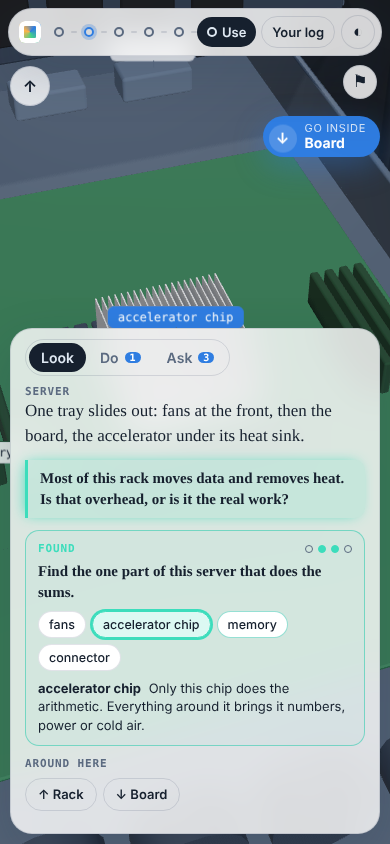 Use
Your log
GO INSIDE
Board
accelerator chip
Look
Do 1
Ask 3
SERVER
One tray slides out: fans at the front, then the
board, the accelerator under its heat sink.
Most of this rack moves data and removes heat.
Is that overhead, or is it the real work?
FOUND
Find the one part of this server that does the
sums.
fans
accelerator chip
memory
connector
accelerator chip Only this chip does the
arithmetic. Everything around it brings it numbers,
power or cold air.
AROUND HERE
↑ Rack
↓ Board